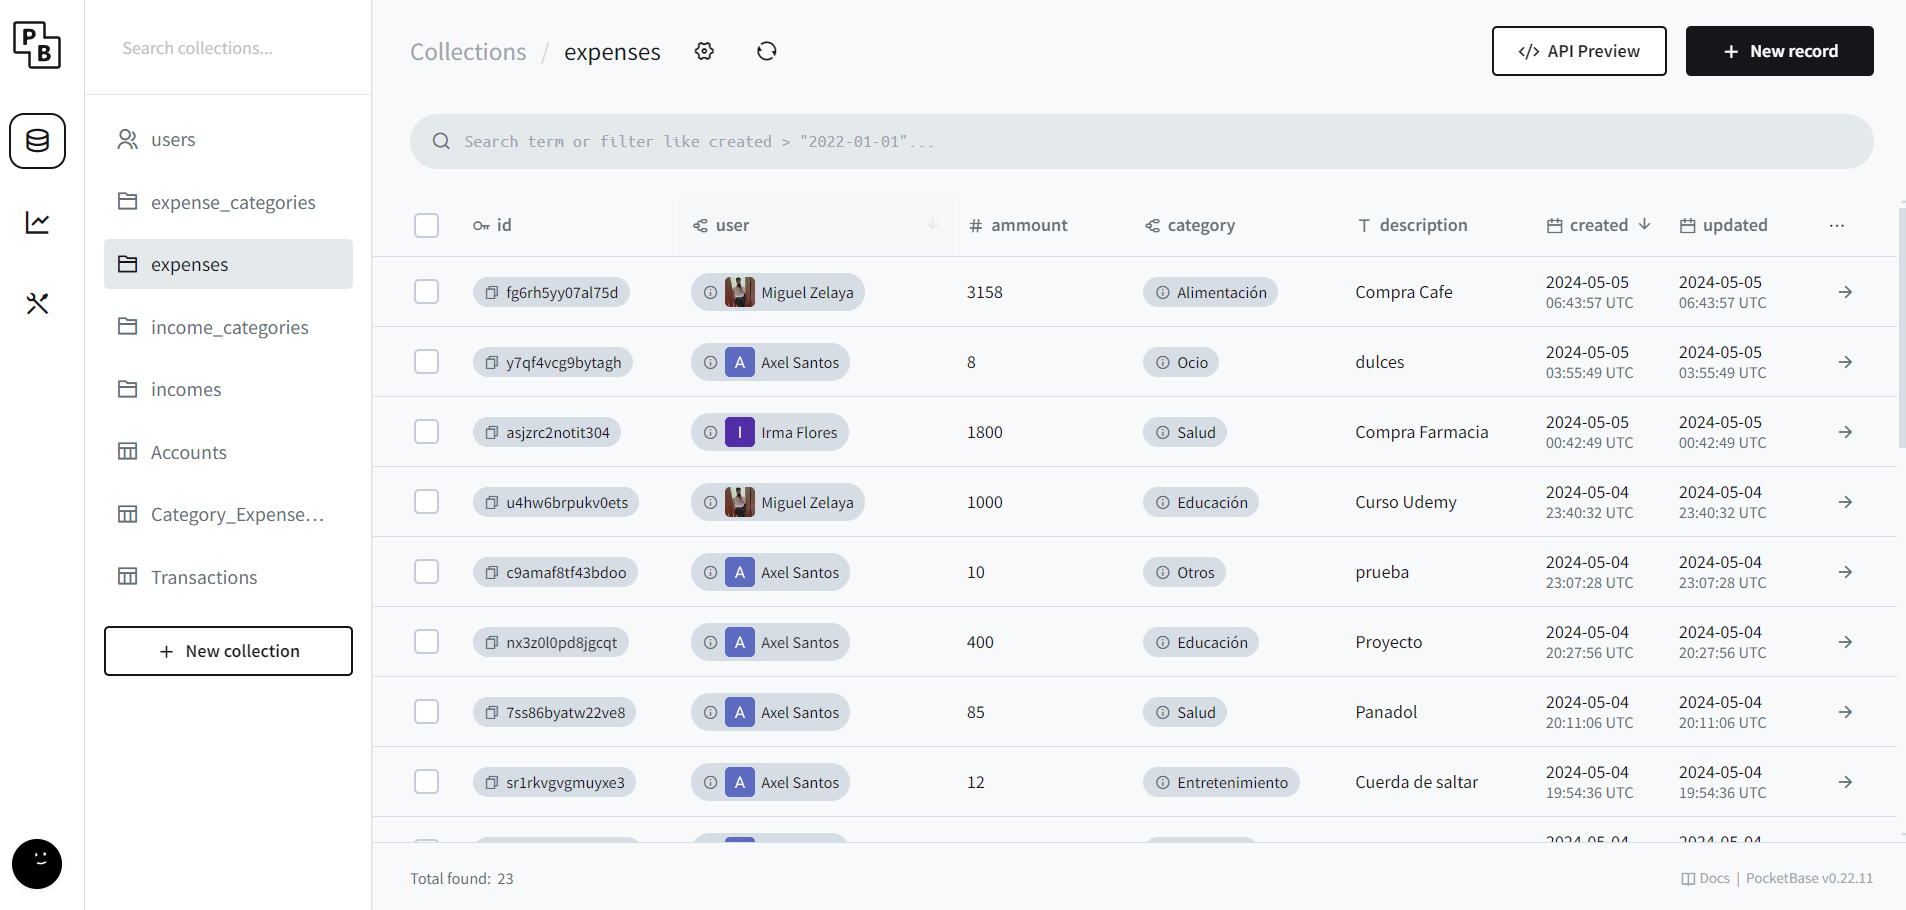 PB
Search collections...
users
expense_categories
expenses
income_categories
incomes
Accounts
Category_Expense...
Transactions
+ New collection
Collections / expenses
</> API Preview
+ New record
Search term or filter like created > "2022-01-01"...
id user # ammount category T description created updated
fg6rh5yy07al75d Miguel Zelaya 3158 Alimentación Compra Cafe 2024-05-05 2024-05-05
06:43:57 UTC 06:43:57 UTC
y7qf4vcg9bytagh A Axel Santos 8 Ocio dulces 2024-05-05 2024-05-05
03:55:49 UTC 03:55:49 UTC
asjzrc2notit304 I Irma Flores 1800 Salud Compra Farmacia 2024-05-05 2024-05-05
00:42:49 UTC 00:42:49 UTC
u4hw6brpukv0ets Miguel Zelaya 1000 Educación Curso Udemy 2024-05-04 2024-05-04
23:40:32 UTC 23:40:32 UTC
c9amaf8tf43bdoo A Axel Santos 10 Otros prueba 2024-05-04 2024-05-04
23:07:28 UTC 23:07:28 UTC
nx3z0l0pd8jgcqt A Axel Santos 400 Educación Proyecto 2024-05-04 2024-05-04
20:27:56 UTC 20:27:56 UTC
7ss86byatw22ve8 A Axel Santos 85 Salud Panadol 2024-05-04 2024-05-04
20:11:06 UTC 20:11:06 UTC
sr1rkvgvgmuyxe3 A Axel Santos 12 Entretenimiento Cuerda de saltar 2024-05-04 2024-05-04
19:54:36 UTC 19:54:36 UTC
2024-05-04 2024-05-04
Total found: 23
Docs | PocketBase v0.22.11